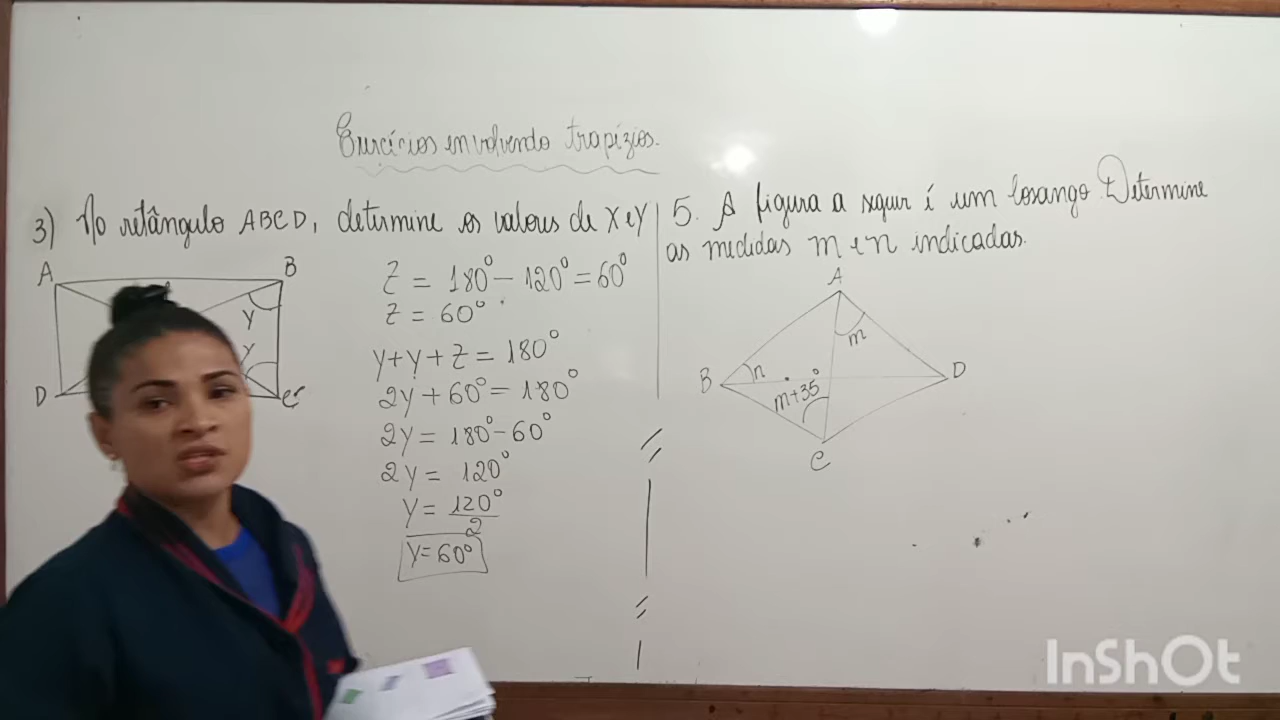 Exercícios envolvendo trapézios.
3) No retângulo ABCD, determine os valores de X e Y
A
B
Y
Y
D
C
Z = 180° - 120° = 60°
Z = 60°
Y + Y + Z = 180°
2Y + 60° = 180°
2Y = 180° - 60°
2Y = 120°
Y = 120°
2
Y = 60°
5. A figura a seguir é um losango. Determine
as medidas m e n indicadas.
A
m
B
n
D
m+35°
C
InShOt